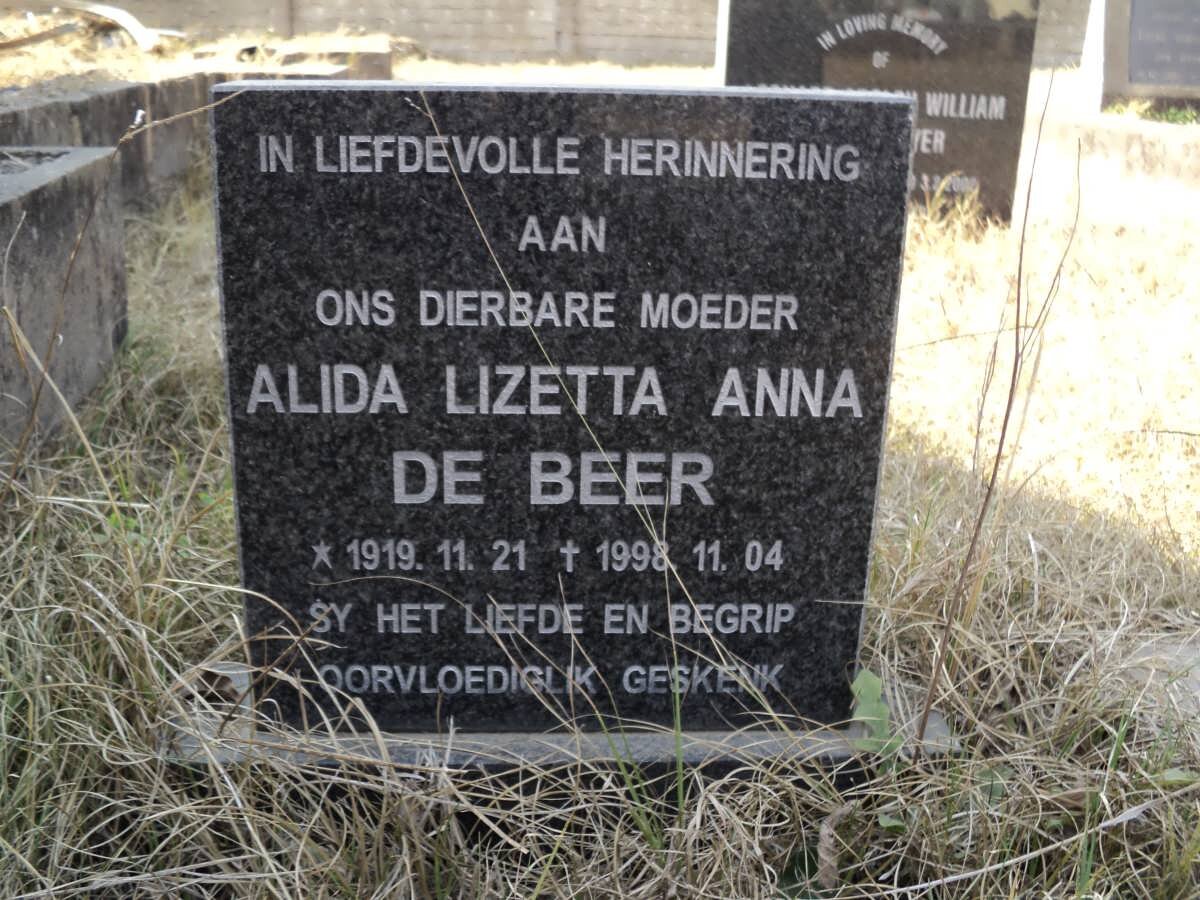 IN LIEFDEVOLLE HERINNERING
AAN
ONS DIERBARE MOEDER
ALIDA LIZETTA ANNA
DE BEER
★ 1919. 11. 21 † 1998 11. 04
SY HET LIEFDE EN BEGRIP
OORVLOEDIGLIK GESKENK
IN LOVING MEMORY
OF
WILLIAM